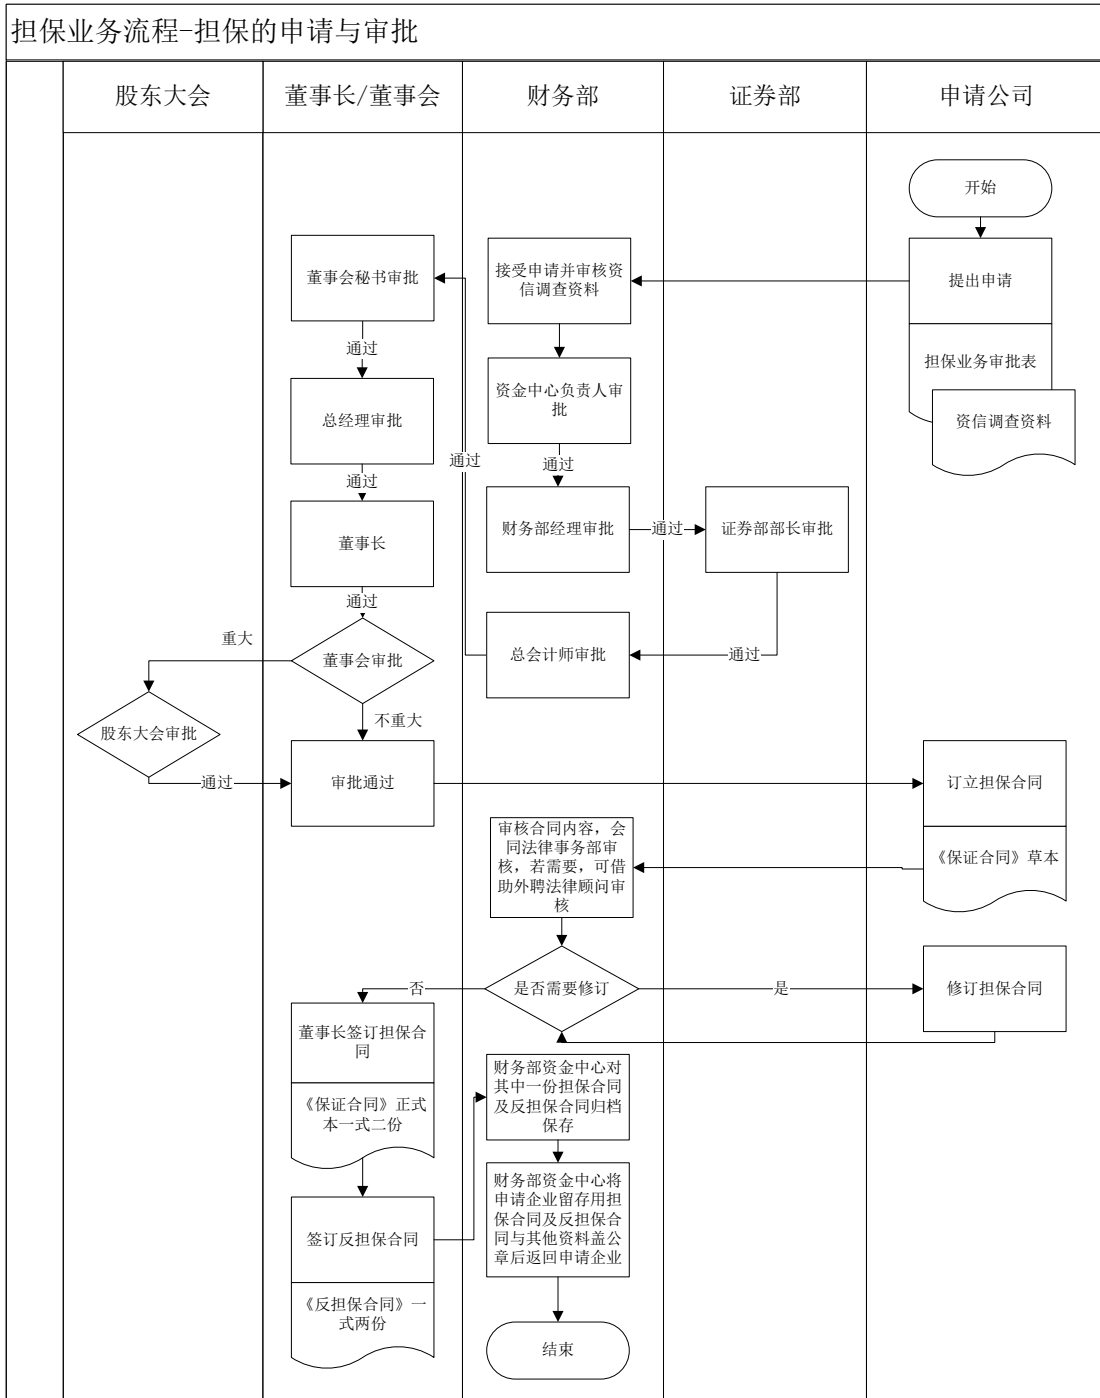 担保业务流程-担保的申请与审批
股东大会
董事长/董事会
财务部
证券部
申请公司
开始
董事会秘书审批
接受申请并审核资
信调查资料
提出申请
通过
担保业务审批表
总经理审批
资金中心负责人审
批
资信调查资料
通过
通过
通过
董事长
财务部经理审批
通过
证券部部长审批
通过
重大
董事会审批
总会计师审批
通过
不重大
股东大会审批
通过
审批通过
订立担保合同
审核合同内容，会
同法律事务部审
核，若需要，可借
助外聘法律顾问审
核
《保证合同》草本
否
是否需要修订
是
修订担保合同
董事长签订担保合
同
财务部资金中心对
其中一份担保合同
及反担保合同归档
保存
《保证合同》正式
本一式二份
财务部资金中心将
申请企业留存用担
保合同及反担保合
同与其他资料盖公
章后返回申请企业
签订反担保合同
《反担保合同》一
式两份
结束